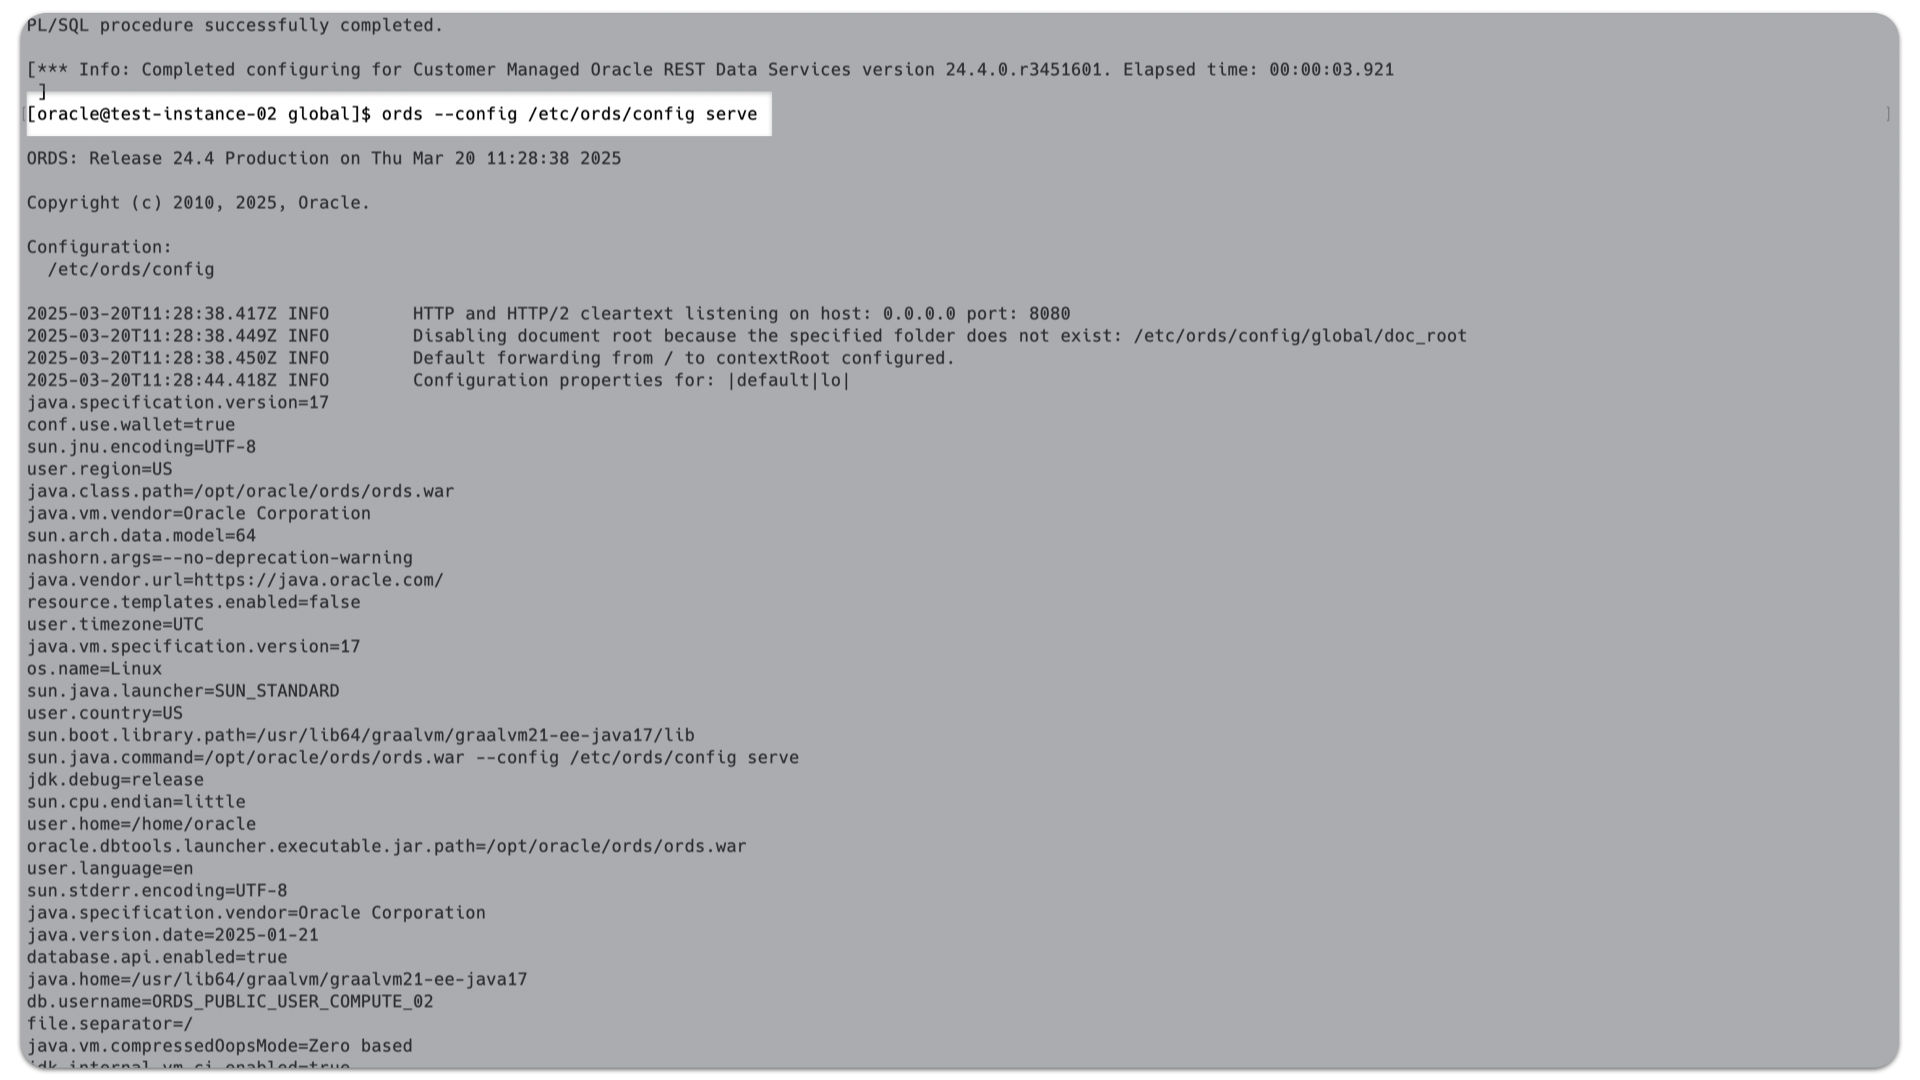 PL/SQL procedure successfully completed.
[*** Info: Completed configuring for Customer Managed Oracle REST Data Services version 24.4.0.r3451601. Elapsed time: 00:00:03.921
]
[oracle@test-instance-02 global]$ ords --config /etc/ords/config serve ]
ORDS: Release 24.4 Production on Thu Mar 20 11:28:38 2025
Copyright (c) 2010, 2025, Oracle.
Configuration:
/etc/ords/config
2025-03-20T11:28:38.417Z INFO HTTP and HTTP/2 cleartext listening on host: 0.0.0.0 port: 8080
2025-03-20T11:28:38.449Z INFO Disabling document root because the specified folder does not exist: /etc/ords/config/global/doc_root
2025-03-20T11:28:38.450Z INFO Default forwarding from / to contextRoot configured.
2025-03-20T11:28:44.418Z INFO Configuration properties for: |default|lo|
java.specification.version=17
conf.use.wallet=true
sun.jnu.encoding=UTF-8
user.region=US
java.class.path=/opt/oracle/ords/ords.war
java.vm.vendor=Oracle Corporation
sun.arch.data.model=64
nashorn.args=--no-deprecation-warning
java.vendor.url=https://java.oracle.com/
resource.templates.enabled=false
user.timezone=UTC
java.vm.specification.version=17
os.name=Linux
sun.java.launcher=SUN_STANDARD
user.country=US
sun.boot.library.path=/usr/lib64/graalvm/graalvm21-ee-java17/lib
sun.java.command=/opt/oracle/ords/ords.war --config /etc/ords/config serve
jdk.debug=release
sun.cpu.endian=little
user.home=/home/oracle
oracle.dbtools.launcher.executable.jar.path=/opt/oracle/ords/ords.war
user.language=en
sun.stderr.encoding=UTF-8
java.specification.vendor=Oracle Corporation
java.version.date=2025-01-21
database.api.enabled=true
java.home=/usr/lib64/graalvm/graalvm21-ee-java17
db.username=ORDS_PUBLIC_USER_COMPUTE_02
file.separator=/
java.vm.compressedOopsMode=Zero based